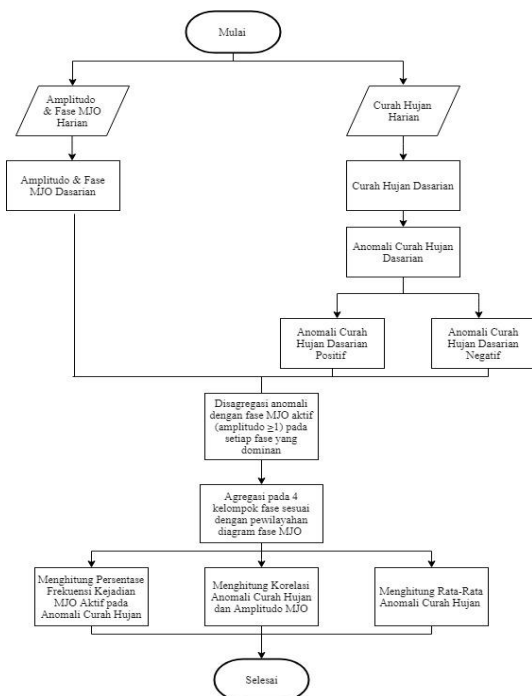 Mulai
Amplitudo
& Fase MJO
Harian
Curah Hujan
Harian
Amplitudo & Fase
MJO Dasarian
Curah Hujan Dasarian
Anomali Curah Hujan
Dasarian
Anomali Curah
Hujan Dasarian
Positif
Anomali Curah
Hujan Dasarian
Negatif
Disagregasi anomali
dengan fase MJO aktif
(amplitudo ≥1) pada
setiap fase yang
dominan
Agregasi pada 4
kelompok fase sesuai
dengan pewilayahan
diagram fase MJO
Menghitung Persentase
Frekuensi Kejadian
MJO Aktif pada
Anomali Curah Hujan
Menghitung Korelasi
Anomali Curah Hujan
dan Amplitudo MJO
Menghitung Rata-Rata
Anomali Curah Hujan
Selesai